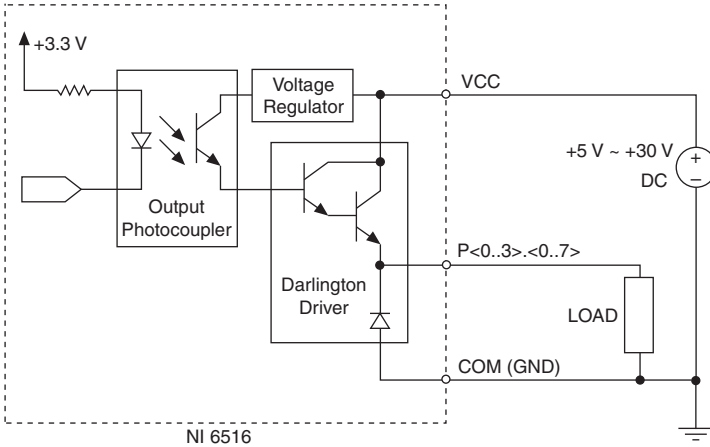 +3.3 V
Voltage
Regulator
VCC
+5 V ~ +30 V
DC
+
−
Output
Photocoupler
P<0..3>.<0..7>
Darlington
Driver
LOAD
COM (GND)
NI 6516